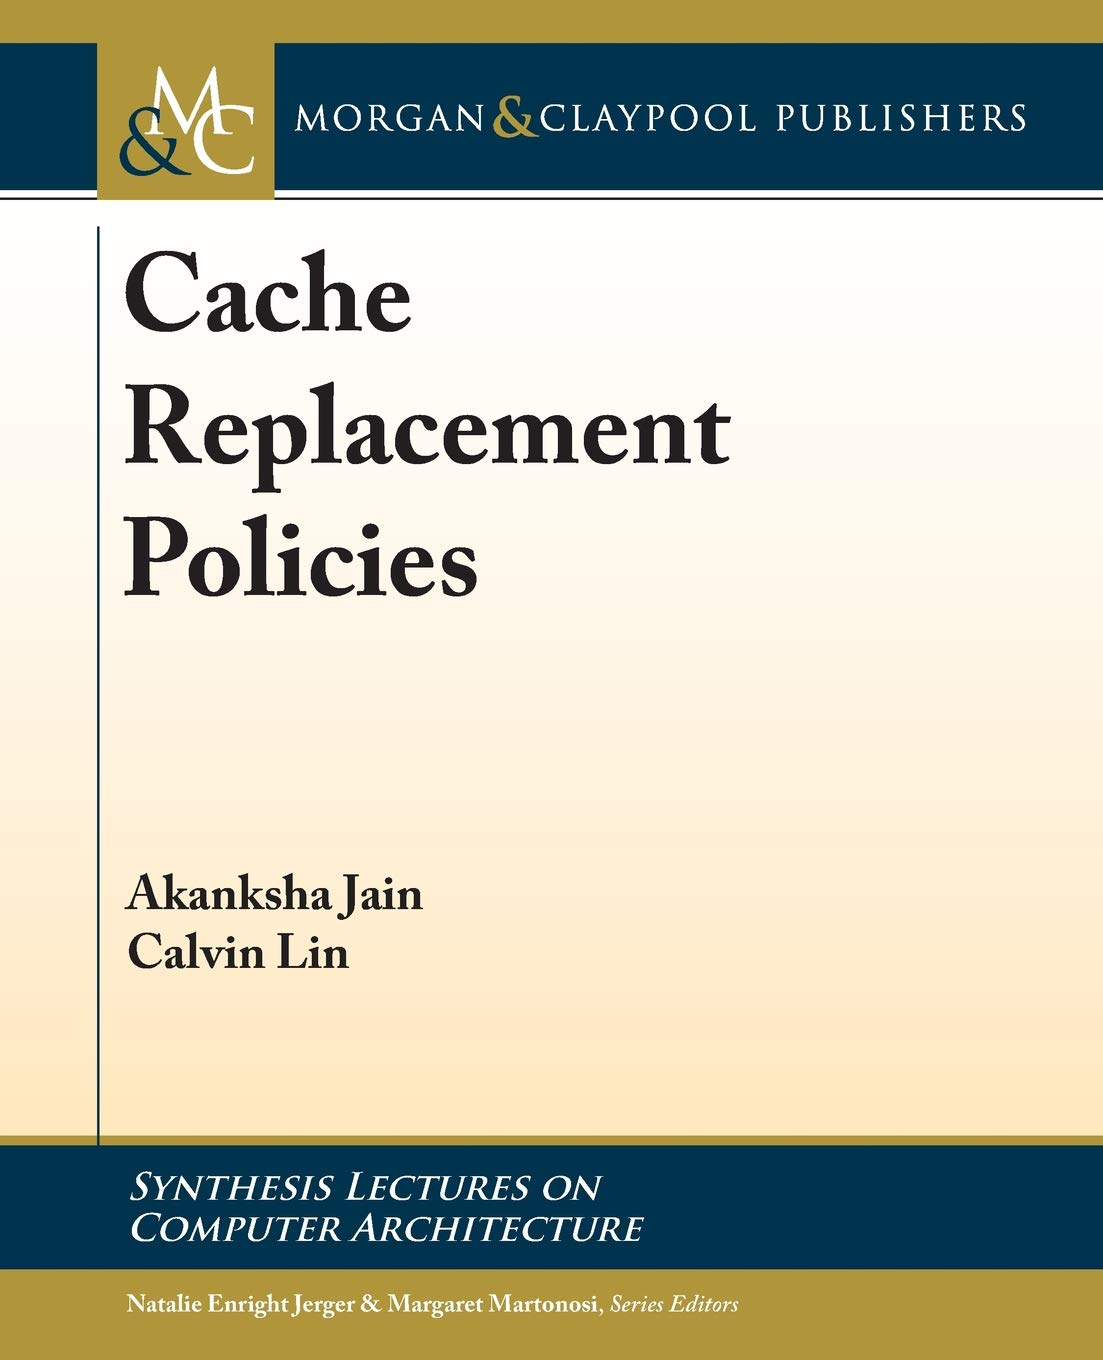 M&C
MORGAN & CLAYPOOL PUBLISHERS
Cache
Replacement
Policies
Akanksha Jain
Calvin Lin
SYNTHESIS LECTURES ON
COMPUTER ARCHITECTURE
Natalie Enright Jerger & Margaret Martonosi, Series Editors